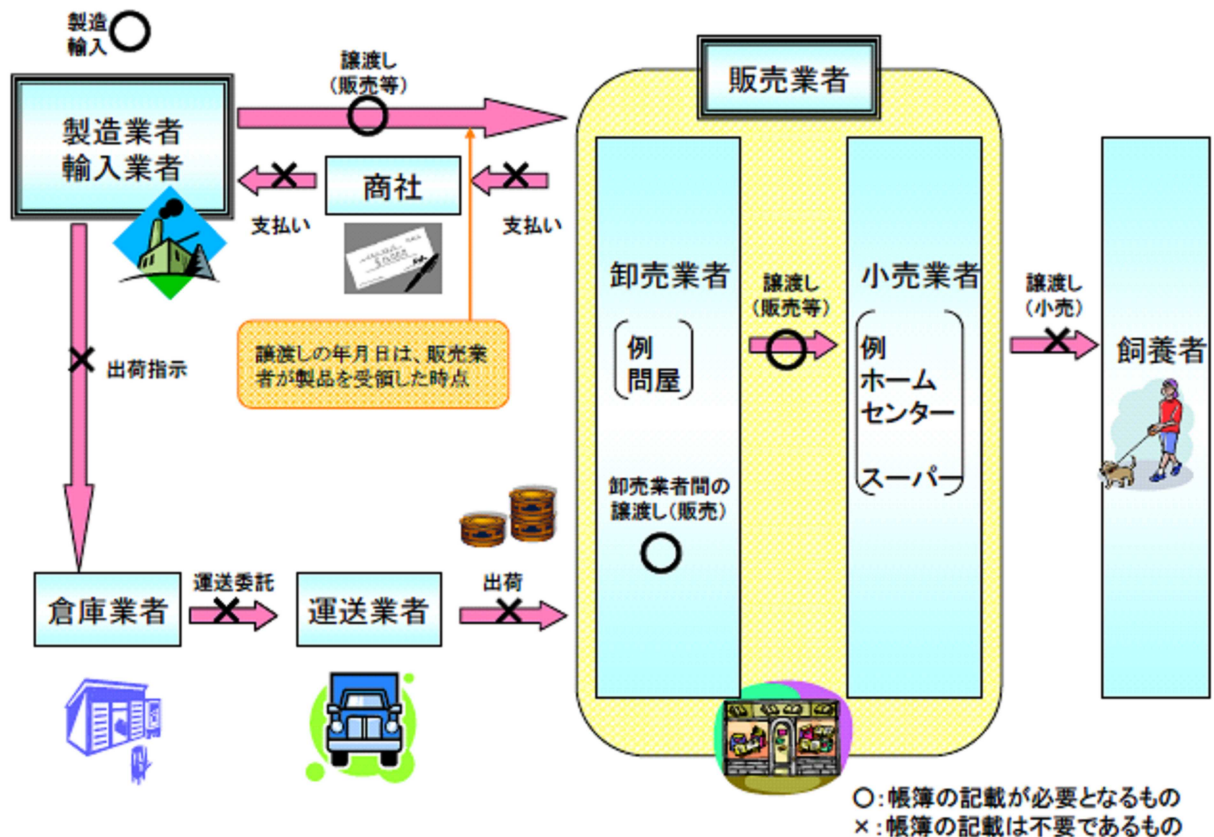 製造
輸入
製造業者
輸入業者
譲渡し
(販売等)
商社
支払い
支払い
譲渡しの年月日は、販売業
者が製品を受領した時点
出荷指示
倉庫業者
運送委託
運送業者
出荷
販売業者
卸売業者
例
問屋
卸売業者間の
譲渡し(販売)
譲渡し
(販売等)
小売業者
例
ホーム
センター
スーパー
譲渡し
(小売)
飼養者
○:帳簿の記載が必要となるもの
×:帳簿の記載は不要であるもの